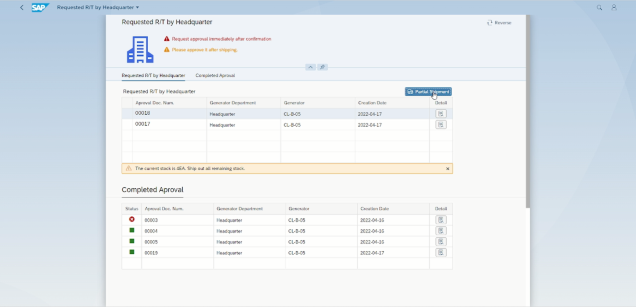 SAP Requested R/T by Headquarter
Requested R/T by Headquarter
Reverse
Request approval immediately after confirmation
Please approve it after shipping.
Requested R/T by Headquarter Completed Aproval
Requested R/T by Headquarter
Partial Shipment
Aproval Doc. Num. Generator Department Generator Creation Date Detail
00018 Headquarter CL-B-05 2022-04-17
00017 Headquarter CL-B-05 2022-04-17
The current stock is 4EA. Ship out all remaining stock.
Completed Aproval
Status Aproval Doc. Num. Generator Department Generator Creation Date Detail
00003 Headquarter CL-B-05 2022-04-16
00004 Headquarter CL-B-05 2022-04-16
00005 Headquarter CL-B-05 2022-04-16
00019 Headquarter CL-B-05 2022-04-17